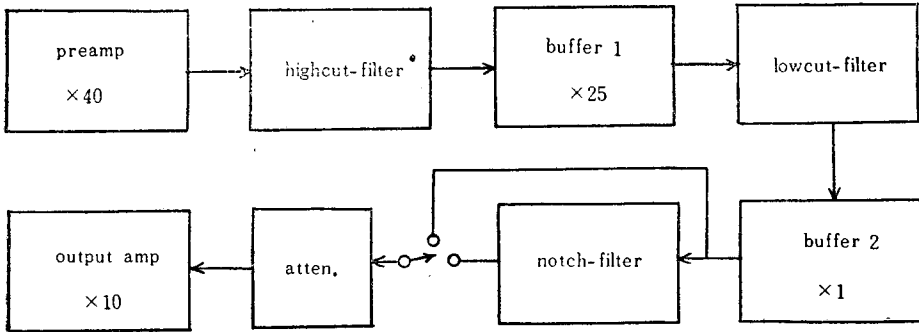 preamp
×40
highcut-filter
buffer 1
×25
lowcut-filter
output amp
×10
atten.
notch-filter
buffer 2
×1